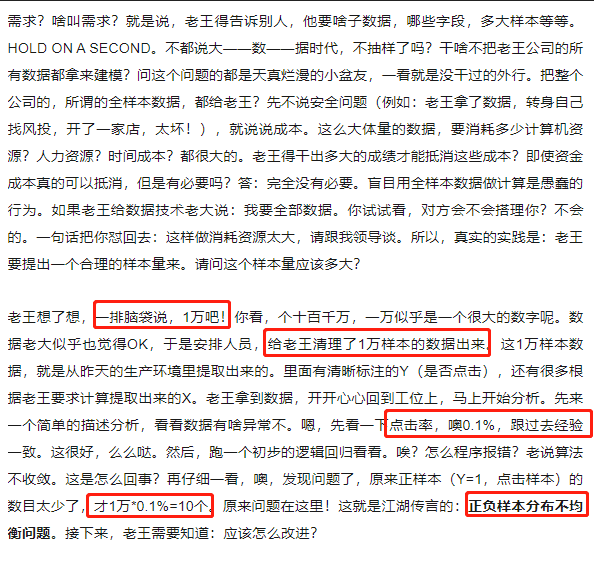 需求？啥叫需求？就是说，老王得告诉别人，他要啥子数据，哪些字段，多大样本等等。
HOLD ON A SECOND。不都说大——数——据时代，不抽样了吗？干啥不把老王公司的所
有数据都拿来建模？问这个问题的都是天真烂漫的小盆友，一看就是没干过的外行。把整个
公司的，所谓的全样本数据，都给老王？先不说安全问题（例如：老王拿了数据，转身自己
找风投，开了一家店，太坏！），就说说成本。这么大体量的数据，要消耗多少计算机资
源？人力资源？时间成本？都很大的。老王得干出多大的成绩才能抵消这些成本？即使资金
成本真的可以抵消，但是有必要吗？答：完全没有必要。盲目用全样本数据做计算是愚蠢的
行为。如果老王给数据技术老大说：我要全部数据。你试试看，对方会不会搭理你？不会
的。一句话把你怼回去：这样做消耗资源太大，请跟我领导谈。所以，真实的实践是：老王
要提出一个合理的样本量来。请问这个样本量应该多大？
老王想了想，一排脑袋说，1万吧！你看，个十百千万，一万似乎是一个很大的数字呢。数
据老大似乎也觉得OK，于是安排人员，给老王清理了1万样本的数据出来。这1万样本数
据，就是从昨天的生产环境里提取出来的。里面有清晰标注的Y（是否点击），还有很多根
据老王要求计算提取出来的X。老王拿到数据，开开心心回到工位上，马上开始分析。先来
一个简单的描述分析，看看数据有啥异常不。嗯，先看一下点击率，噢0.1%，跟过去经验
一致。这很好，么么哒。然后，跑一个初步的逻辑回归看看。唉？怎么程序报错？老说算法
不收敛。这是怎么回事？再仔细一看，噢，发现问题了，原来正样本（Y=1，点击样本）的
数目太少了，才1万*0.1%=10个。原来问题在这里！这就是江湖传言的：正负样本分布不均
衡问题。接下来，老王需要知道：应该怎么改进？